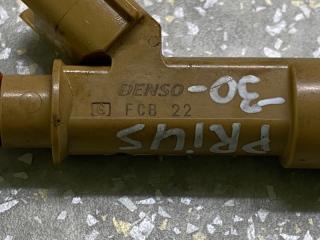 DENSO
FCB 22
PRiUS
-30-